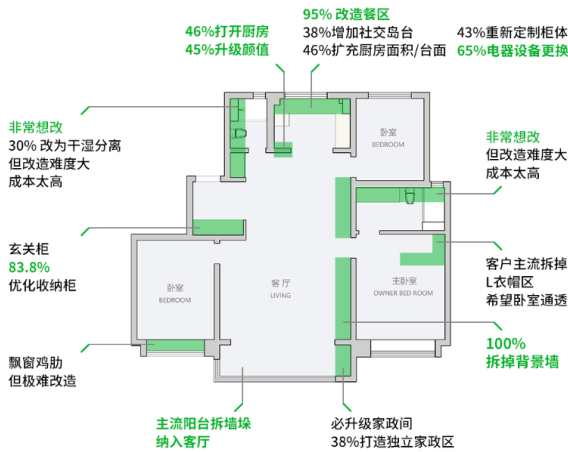 46%打开厨房
45%升级颜值
95% 改造餐区
38%增加社交岛台
46%扩充厨房面积/台面
43%重新定制柜体
65%电器设备更换
非常想改
30% 改为干湿分离
但改造难度大
成本太高
卧室
BEDROOM
非常想改
但改造难度大
成本太高
玄关柜
83.8%
优化收纳柜
卧室
BEDROOM
客厅
LIVING
主卧室
OWNER BED ROOM
客户主流拆掉
L衣帽区
希望卧室通透
100%
拆掉背景墙
飘窗鸡肋
但极难改造
主流阳台拆墙垛
纳入客厅
必升级家政间
38%打造独立家政区